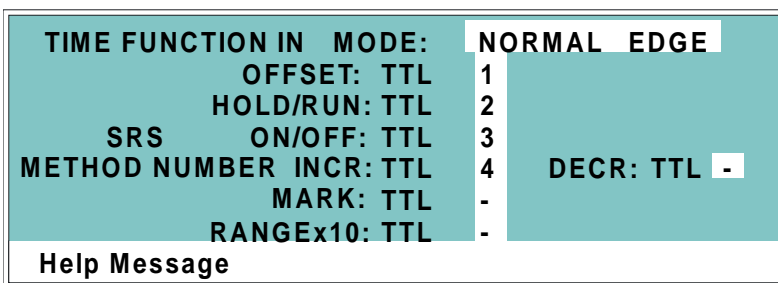 TIME FUNCTION IN MODE: NORMAL EDGE
OFFSET: TTL 1
HOLD/RUN: TTL 2
SRS ON/OFF: TTL 3
METHOD NUMBER INCR: TTL 4 DECR: TTL -
MARK: TTL -
RANGEx10: TTL -
Help Message